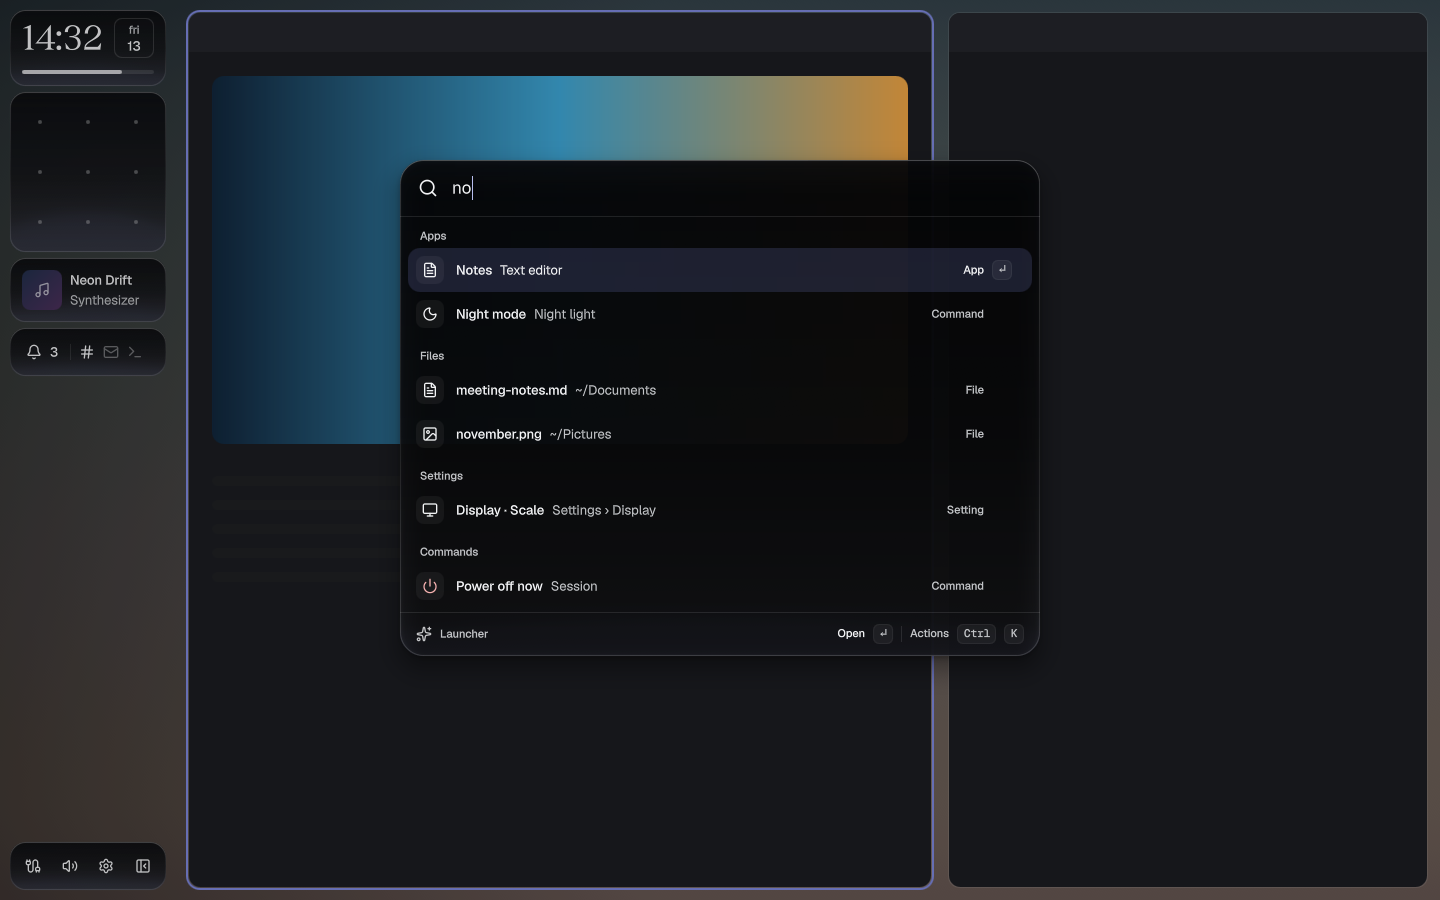 14:32
fri
13
Neon Drift
Synthesizer
3
no
Apps
Notes Text editor App
Night mode Night light Command
Files
meeting-notes.md ~/Documents File
november.png ~/Pictures File
Settings
Display · Scale Settings › Display Setting
Commands
Power off now Session Command
Launcher Open Actions Ctrl K